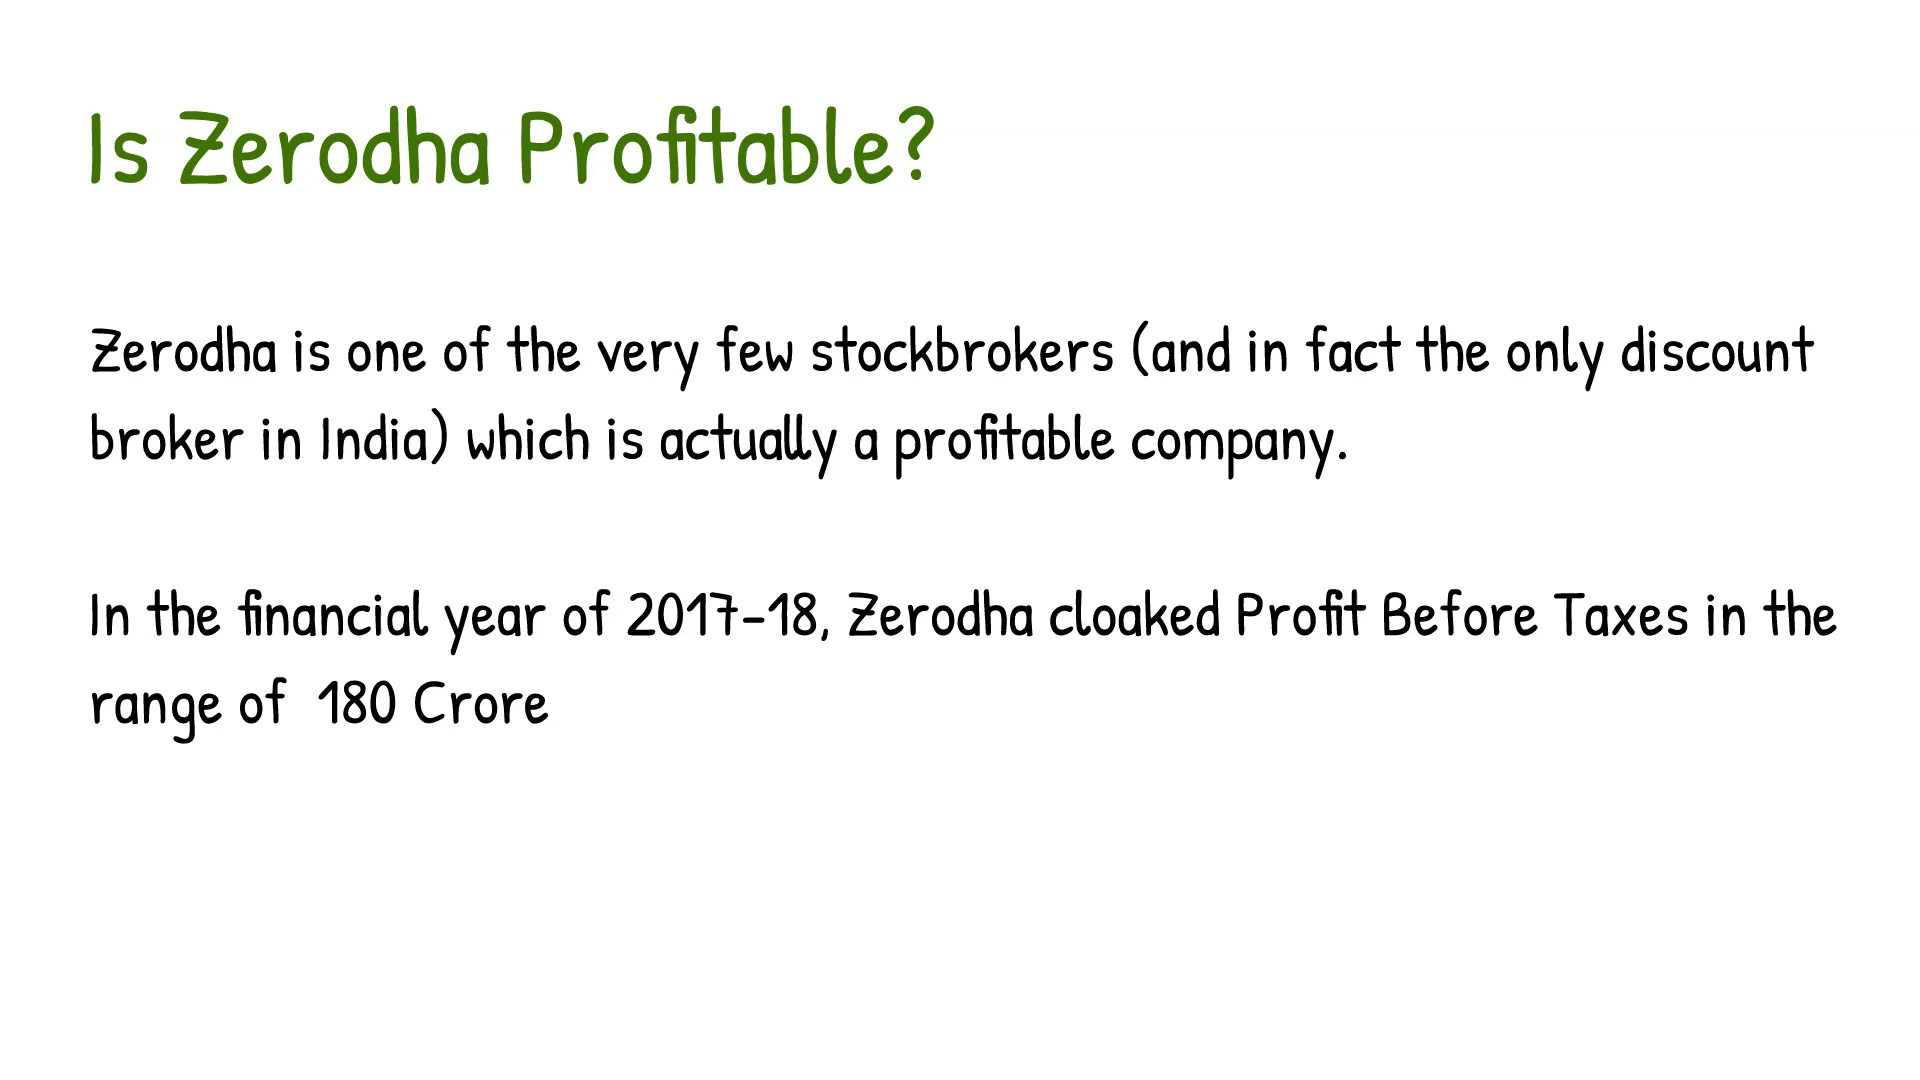 Is Zerodha Profitable?
Zerodha is one of the very few stockbrokers (and in fact the only discount
broker in India) which is actually a profitable company.
In the financial year of 2017-18, Zerodha cloaked Profit Before Taxes in the
range of  180 Crore